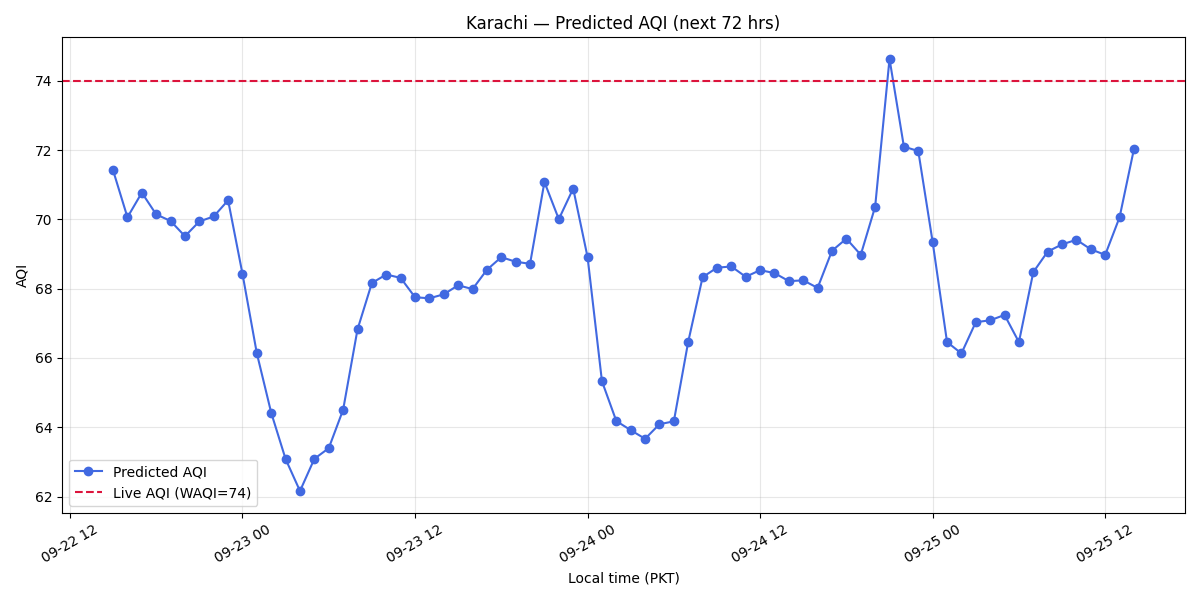 Karachi — Predicted AQI (next 72 hrs)
AQI
74
72
70
68
66
64
62
Predicted AQI
Live AQI (WAQI=74)
09-22 12
09-23 00
09-23 12
09-24 00
09-24 12
09-25 00
09-25 12
Local time (PKT)